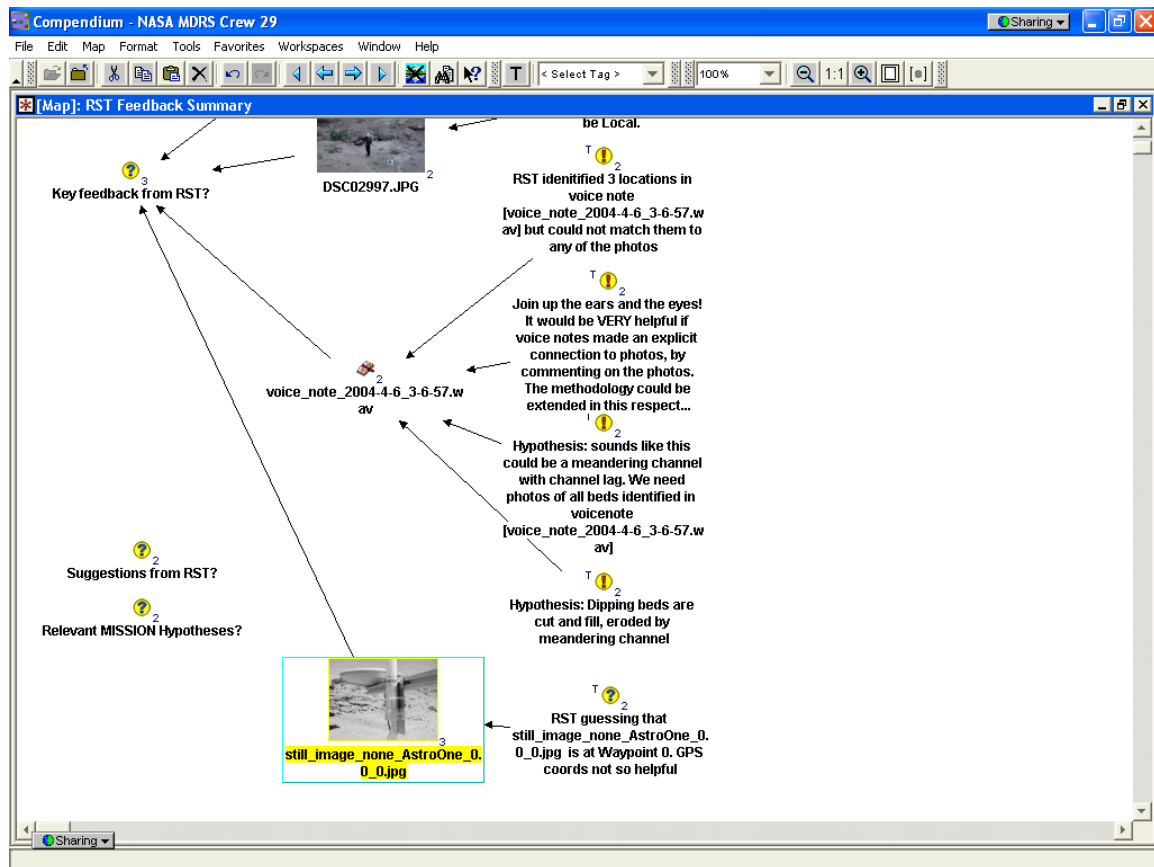 Compendium - NASA MDRS Crew 29
Sharing
File Edit Map Format Tools Favorites Workspaces Window Help
T < Select Tag > 100% 1:1
[Map]: RST Feedback Summary
be Local.
2
DSC02997.JPG
3
Key feedback from RST?
T 2
RST idenitified 3 locations in
voice note
[voice_note_2004-4-6_3-6-57.w
av] but could not match them to
any of the photos
T 2
Join up the ears and the eyes!
It would be VERY helpful if
voice notes made an explicit
connection to photos, by
commenting on the photos.
The methodology could be
extended in this respect...
2
voice_note_2004-4-6_3-6-57.w
av
2
Hypothesis: sounds like this
could be a meandering channel
with channel lag. We need
photos of all beds identified in
voicenote
[voice_note_2004-4-6_3-6-57.w
av]
2
Suggestions from RST?
T 2
Hypothesis: Dipping beds are
cut and fill, eroded by
meandering channel
2
Relevant MISSION Hypotheses?
3
still_image_none_AstroOne_0.
0_0.jpg
T 2
RST guessing that
still_image_none_AstroOne_0.
0_0.jpg is at Waypoint 0. GPS
coords not so helpful
Sharing